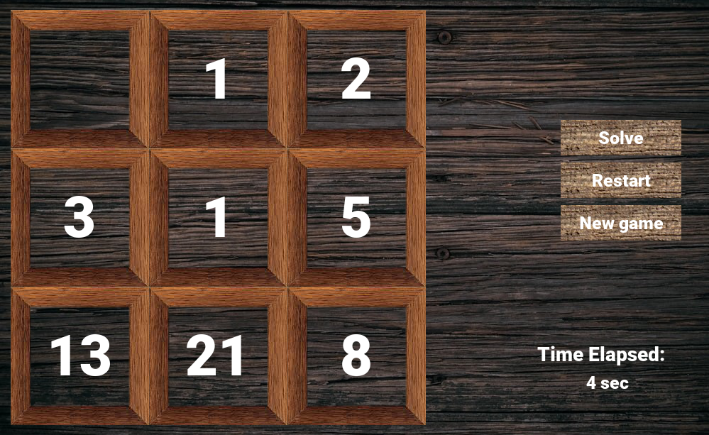 1 2
3 1 5
13 21 8
Solve
Restart
New game
Time Elapsed:
4 sec